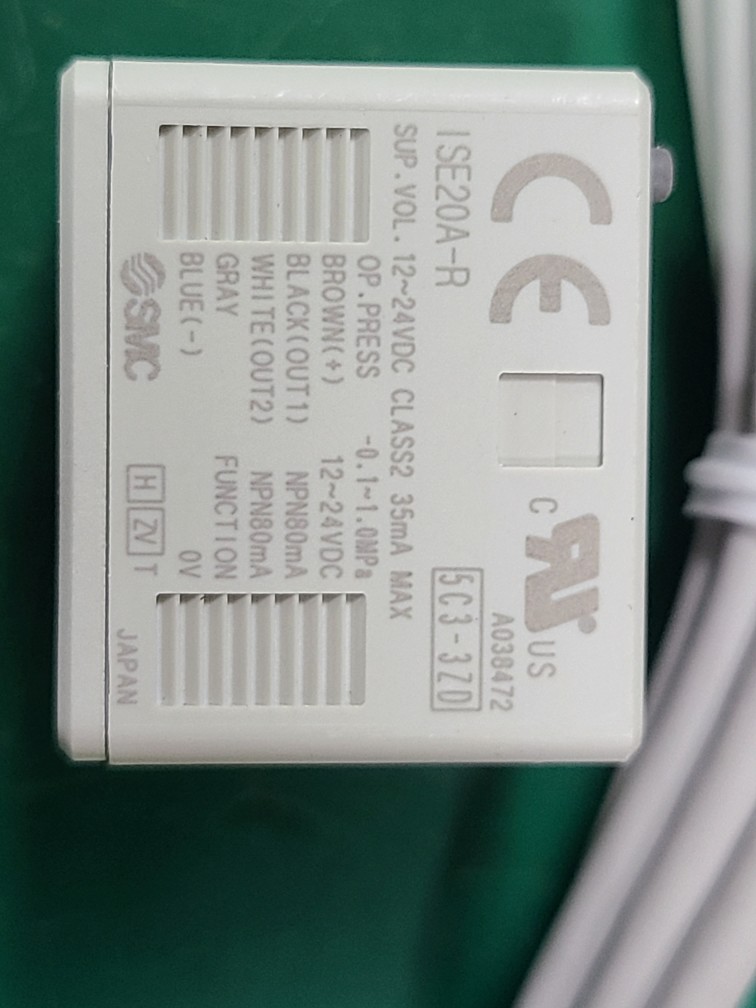 CE
C
UR
US
A038472
ISE20A-R
5C3-3ZD
SUP.VOL. 12~24VDC CLASS2 35mA MAX
OP.PRESS -0.1~1.0MPa
BROWN(+) 12~24VDC
BLACK(OUT1) NPN80mA
WHITE(OUT2) NPN80mA
GRAY FUNCTION
BLUE(-) 0V
SMC
H ZV T
JAPAN